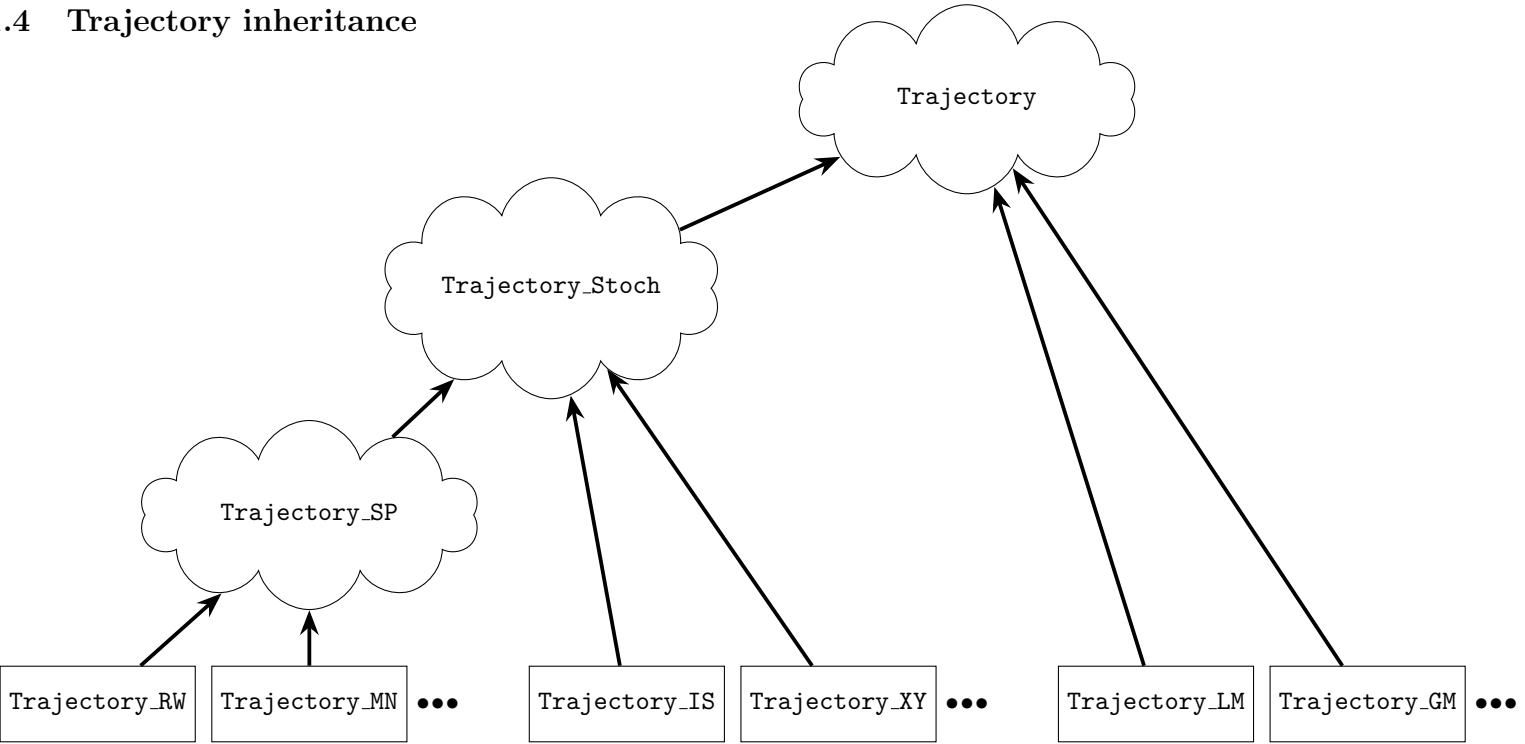 .4 Trajectory inheritance
Trajectory
Trajectory_Stoch
Trajectory_SP
Trajectory_RW
Trajectory_MN
•••
Trajectory_IS
Trajectory_XY
•••
Trajectory_LM
Trajectory_GM
•••